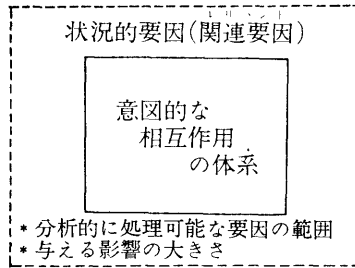 状況的要因(関連要因)
意図的な
相互作用
の体系
* 分析的に処理可能な要因の範囲
* 与える影響の大きさ